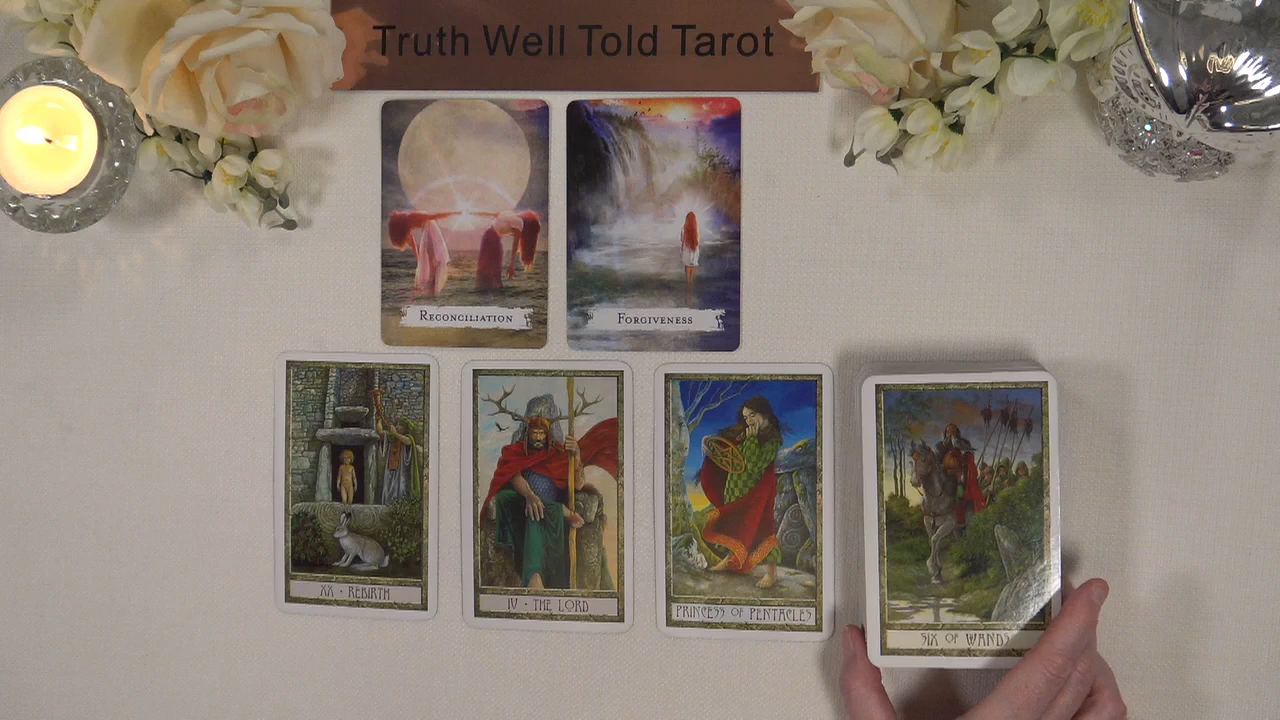 Truth Well Told Tarot
RECONCILIATION
FORGIVENESS
XX • REBIRTH
IV • THE LORD
PRINCESS OF PENTACLES
SIX OF WANDS